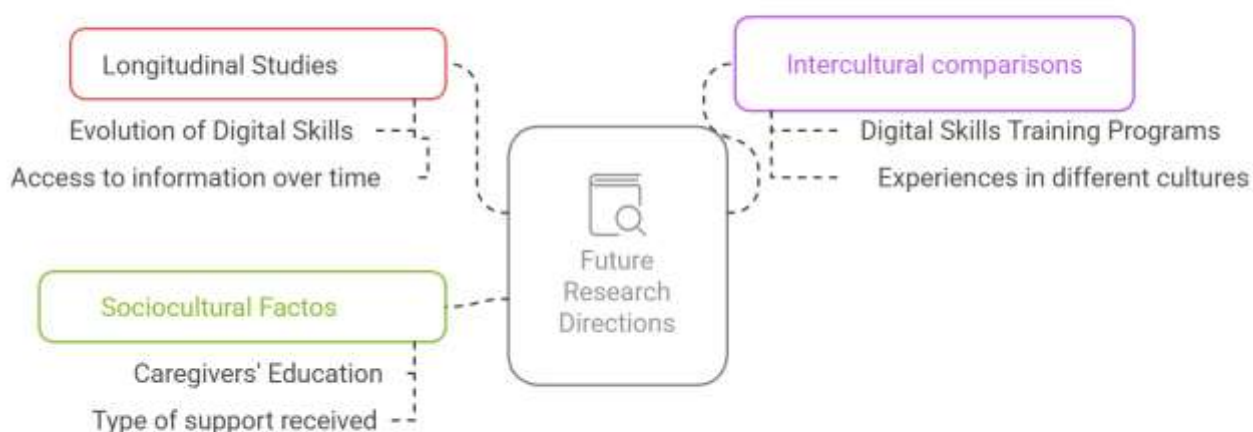 Longitudinal Studies
Evolution of Digital Skills
Access to information over time
Sociocultural Factos
Caregivers' Education
Type of support received
Future
Research
Directions
Intercultural comparisons
Digital Skills Training Programs
Experiences in different cultures